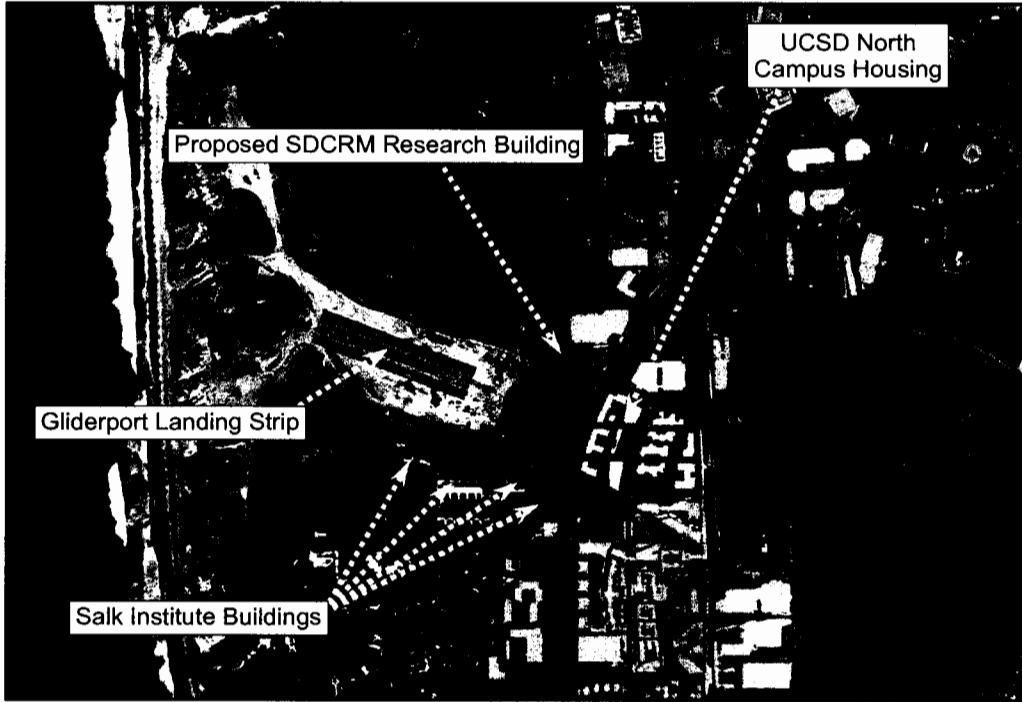 UCSD North
Campus Housing
Proposed SDCRM Research Building
Gliderport Landing Strip
Salk Institute Buildings